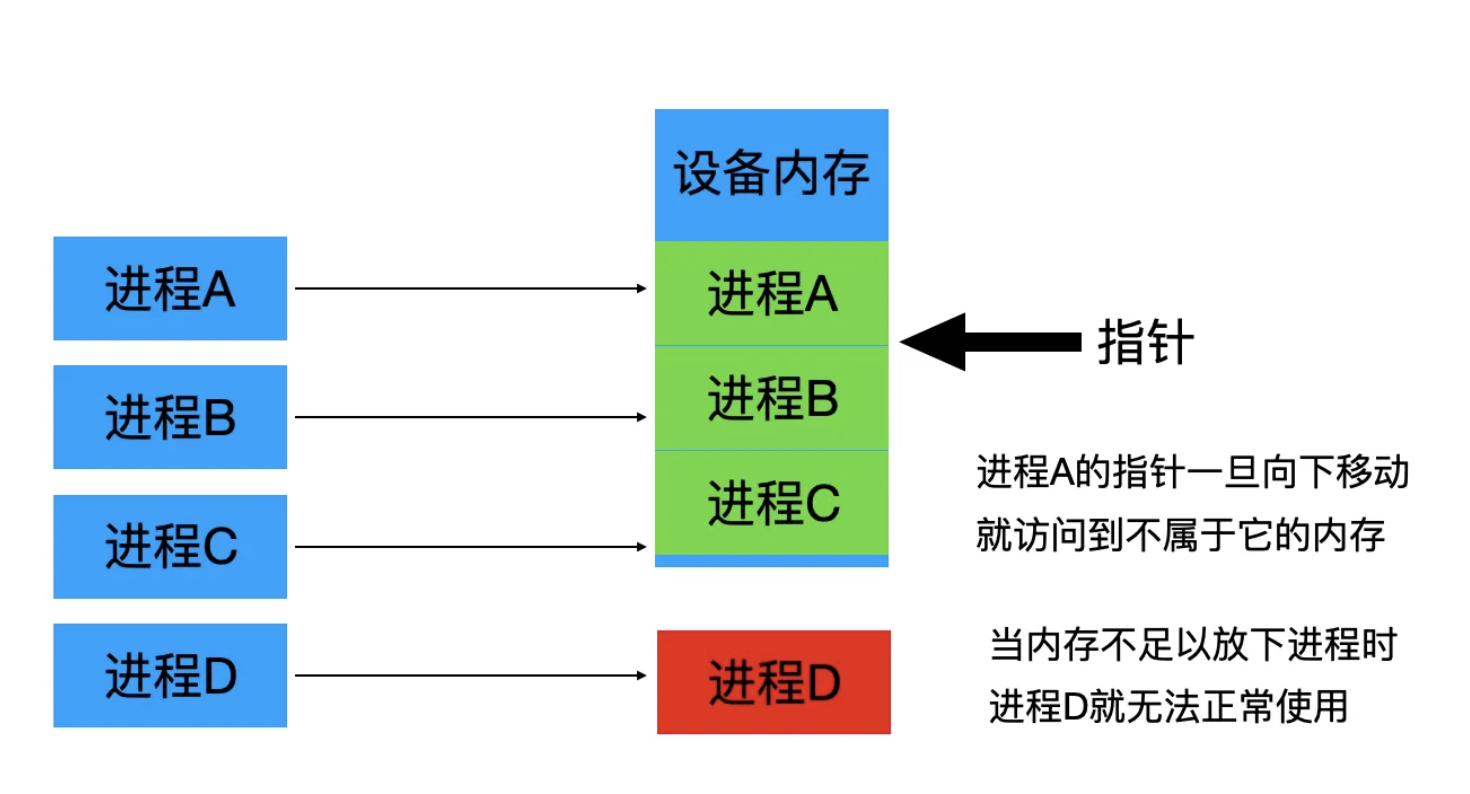 设备内存
进程A
进程A
指针
进程B
进程B
进程A的指针一旦向下移动
就访问到不属于它的内存
进程C
进程C
当内存不足以放下进程时
进程D就无法正常使用
进程D
进程D